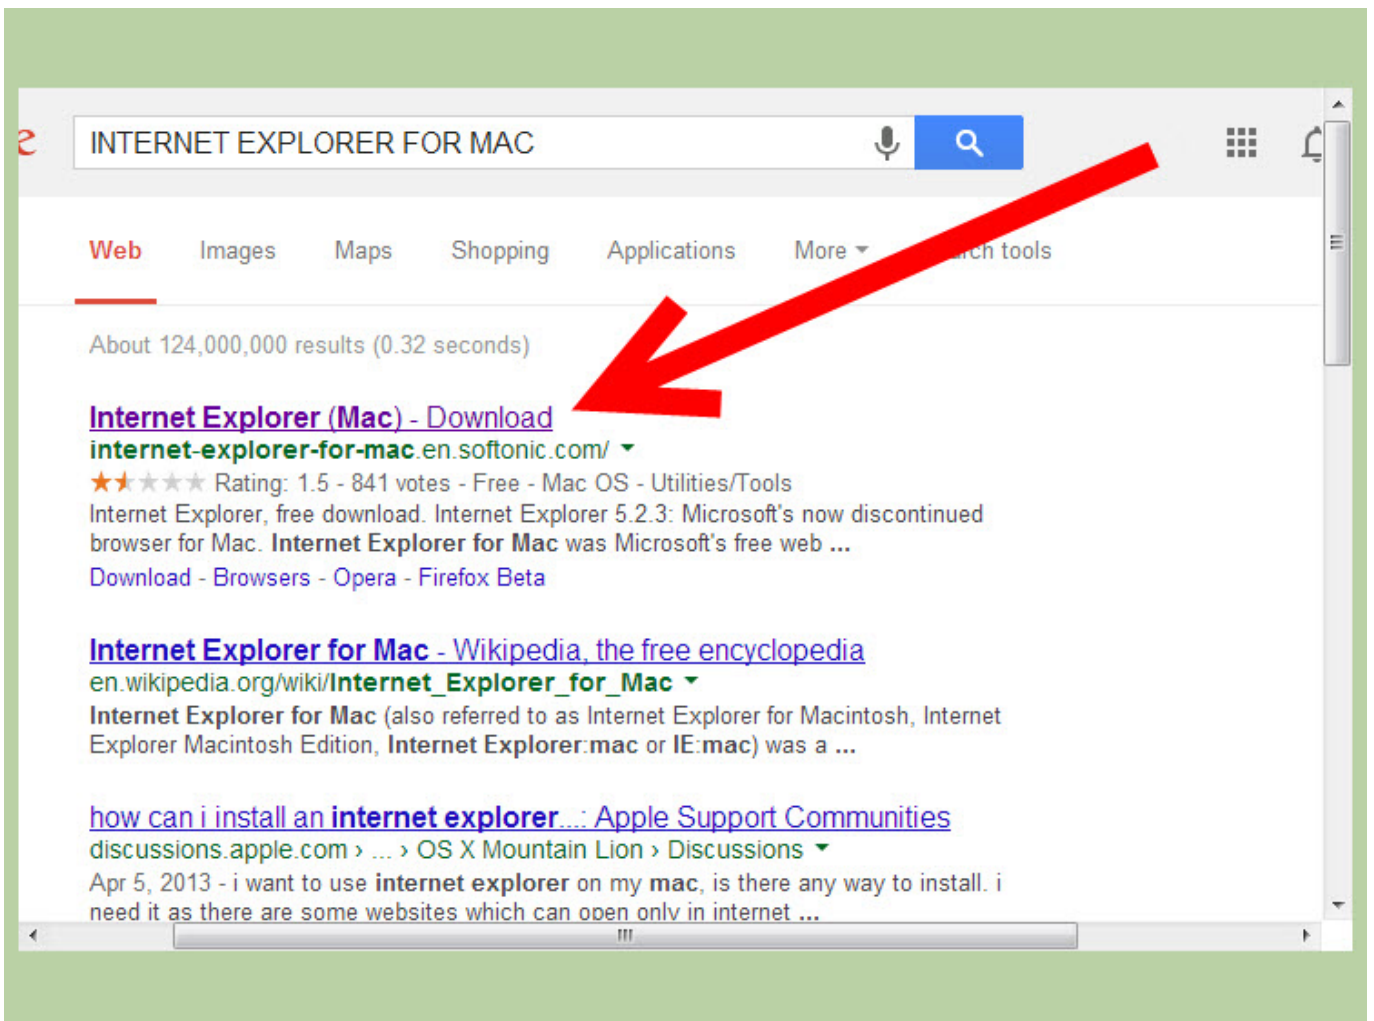 e INTERNET EXPLORER FOR MAC
Web Images Maps Shopping Applications More tools
About 124,000,000 results (0.32 seconds)
Internet Explorer (Mac) - Download
internet-explorer-for-mac.en.softonic.com/
Rating: 1.5 - 841 votes - Free - Mac OS - Utilities/Tools
Internet Explorer, free download. Internet Explorer 5.2.3: Microsoft's now discontinued
browser for Mac. Internet Explorer for Mac was Microsoft's free web ...
Download - Browsers - Opera - Firefox Beta
Internet Explorer for Mac - Wikipedia, the free encyclopedia
en.wikipedia.org/wiki/Internet_Explorer_for_Mac
Internet Explorer for Mac (also referred to as Internet Explorer for Macintosh, Internet
Explorer Macintosh Edition, Internet Explorer:mac or IE:mac) was a ...
how can i install an internet explorer...: Apple Support Communities
discussions.apple.com › ... › OS X Mountain Lion › Discussions
Apr 5, 2013 - i want to use internet explorer on my mac, is there any way to install. i
need it as there are some websites which can open only in internet ...